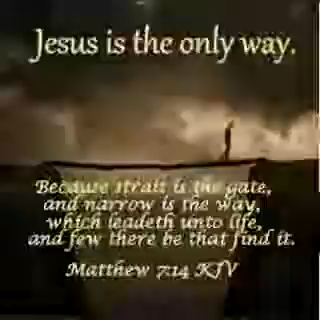 Jesus is the only way.
Because strait is the gate,
and narrow is the way,
which leadeth unto life,
and few there be that find it.
Matthew 7:14 KJV